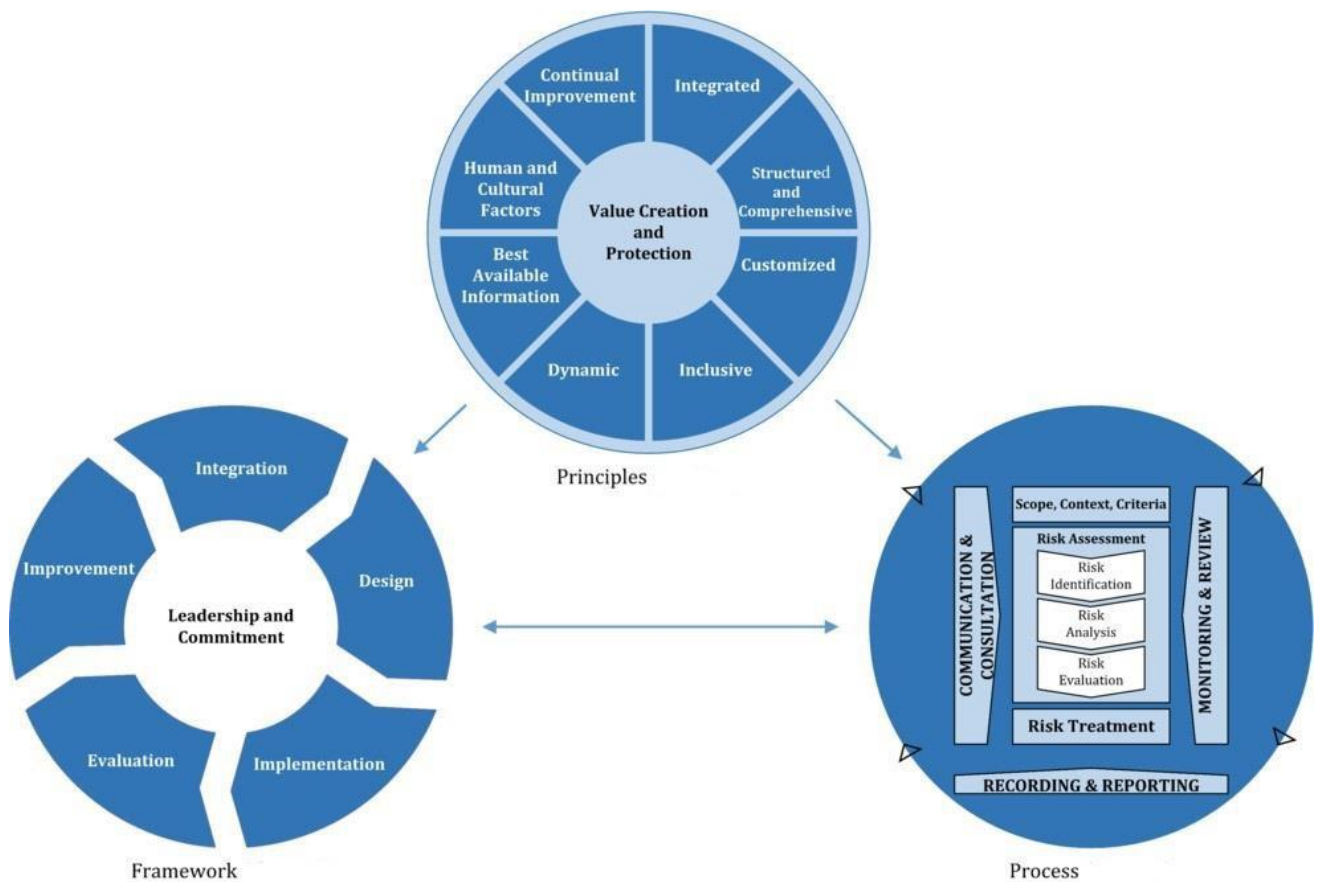 Continual
Improvement
Integrated
Structured
and
Comprehensive
Customized
Inclusive
Dynamic
Best
Available
Information
Human and
Cultural
Factors
Value Creation
and
Protection
Principles
Integration
Design
Implementation
Evaluation
Improvement
Leadership and
Commitment
Framework
Scope, Context, Criteria
Risk Assessment
Risk
Identification
Risk
Analysis
Risk
Evaluation
Risk Treatment
COMMUNICATION &
CONSULTATION
MONITORING & REVIEW
RECORDING & REPORTING
Process